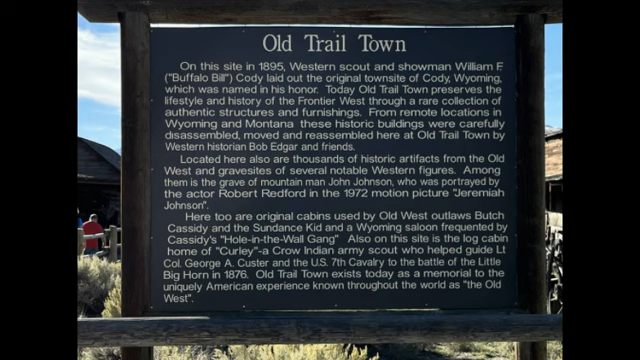 Old Trail Town
On this site in 1895, Western scout and showman William F.
("Buffalo Bill") Cody laid out the original townsite of Cody, Wyoming,
which was named in his honor. Today Old Trail Town preserves the
lifestyle and history of the Frontier West through a rare collection of
authentic structures and furnishings. From remote locations in
Wyoming and Montana these historic buildings were carefully
disassembled, moved and reassembled here at Old Trail Town by
Western historian Bob Edgar and friends.
Located here also are thousands of historic artifacts from the Old
West and gravesites of several notable Western figures. Among
them is the grave of mountain man John Johnson, who was portrayed by
the actor Robert Redford in the 1972 motion picture "Jeremiah
Johnson".
Here too are original cabins used by Old West outlaws Butch
Cassidy and the Sundance Kid and a Wyoming saloon frequented by
Cassidy's "Hole-in-the-Wall Gang" Also on this site is the log cabin
home of "Curley"-a Crow Indian army scout who helped guide Lt
Col. George A. Custer and the U.S. 7th Cavalry to the battle of the Little
Big Horn in 1876. Old Trail Town exists today as a memorial to the
uniquely American experience known throughout the world as "the Old
West".